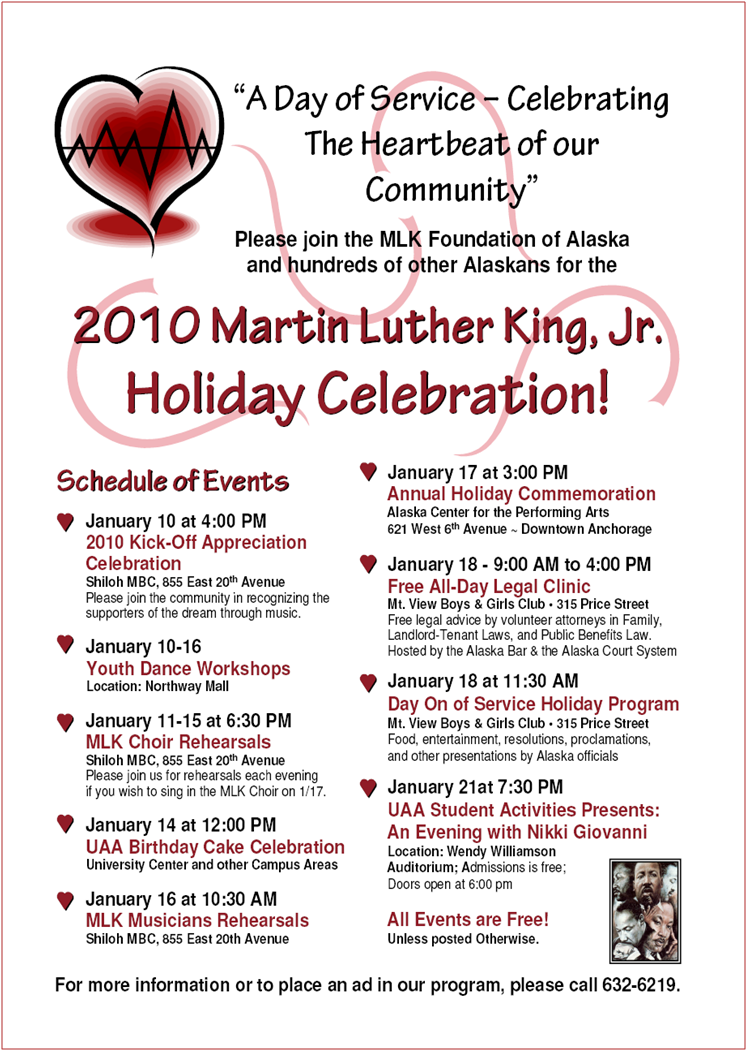 “A Day of Service – Celebrating
The Heartbeat of our
Community”
Please join the MLK Foundation of Alaska
and hundreds of other Alaskans for the
2010 Martin Luther King, Jr.
Holiday Celebration!
Schedule of Events
January 10 at 4:00 PM
2010 Kick-Off Appreciation
Celebration
Shiloh MBC, 855 East 20th Avenue
Please join the community in recognizing the
supporters of the dream through music.
January 10-16
Youth Dance Workshops
Location: Northway Mall
January 11-15 at 6:30 PM
MLK Choir Rehearsals
Shiloh MBC, 855 East 20th Avenue
Please join us for rehearsals each evening
if you wish to sing in the MLK Choir on 1/17.
January 14 at 12:00 PM
UAA Birthday Cake Celebration
University Center and other Campus Areas
January 16 at 10:30 AM
MLK Musicians Rehearsals
Shiloh MBC, 855 East 20th Avenue
January 17 at 3:00 PM
Annual Holiday Commemoration
Alaska Center for the Performing Arts
621 West 6th Avenue ~ Downtown Anchorage
January 18 - 9:00 AM to 4:00 PM
Free All-Day Legal Clinic
Mt. View Boys & Girls Club • 315 Price Street
Free legal advice by volunteer attorneys in Family,
Landlord-Tenant Laws, and Public Benefits Law.
Hosted by the Alaska Bar & the Alaska Court System
January 18 at 11:30 AM
Day On of Service Holiday Program
Mt. View Boys & Girls Club • 315 Price Street
Food, entertainment, resolutions, proclamations,
and other presentations by Alaska officials
January 21at 7:30 PM
UAA Student Activities Presents:
An Evening with Nikki Giovanni
Location: Wendy Williamson
Auditorium; Admissions is free;
Doors open at 6:00 pm
All Events are Free!
Unless posted Otherwise.
For more information or to place an ad in our program, please call 632-6219.